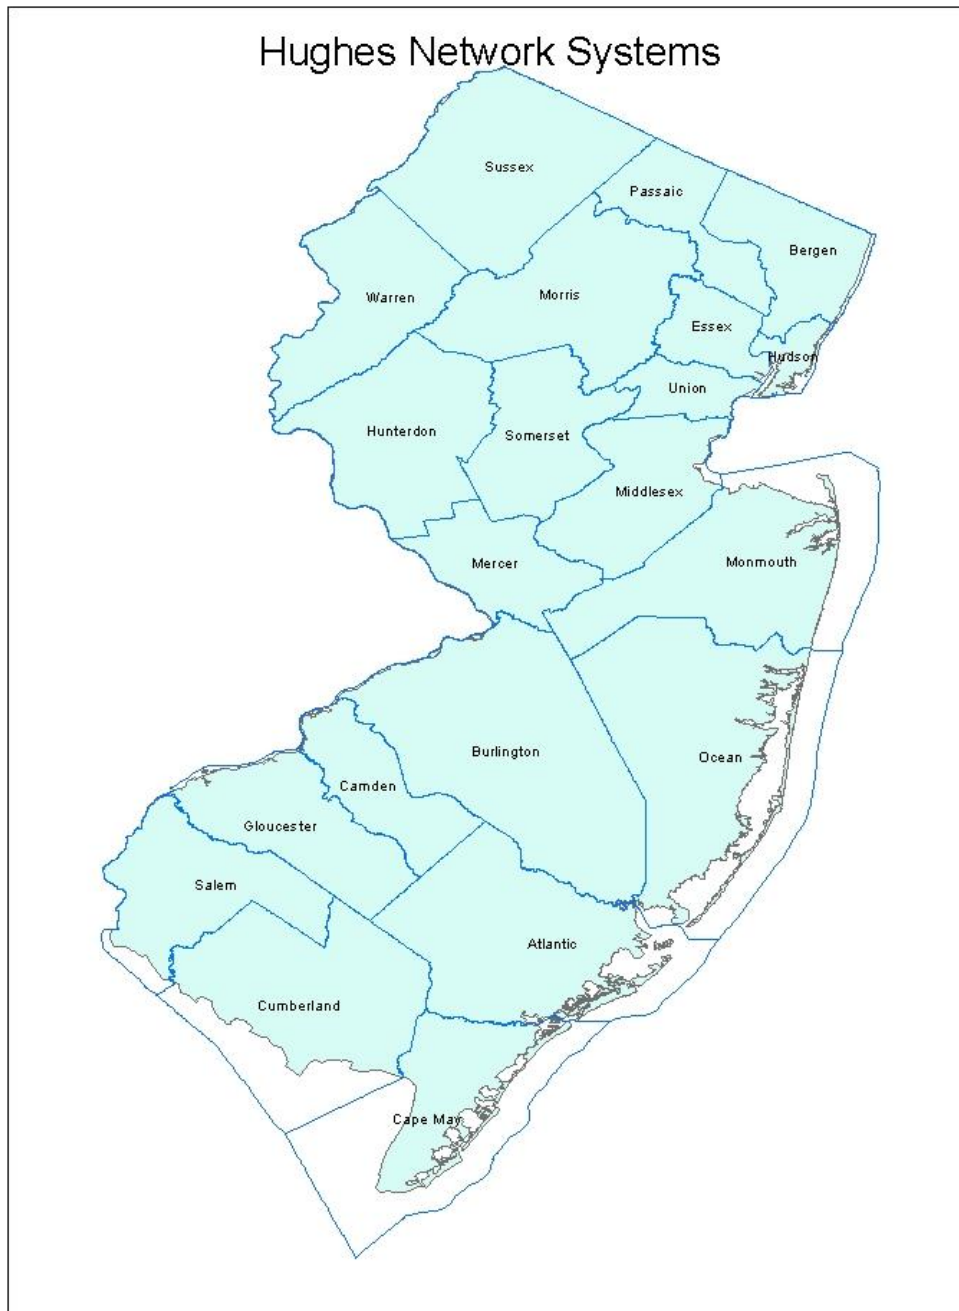 Hughes Network Systems
Sussex
Passaic
Bergen
Warren
Morris
Essex
Hudson
Union
Hunterdon
Somerset
Middlesex
Mercer
Monmouth
Burlington
Ocean
Camden
Gloucester
Salem
Atlantic
Cumberland
Cape May